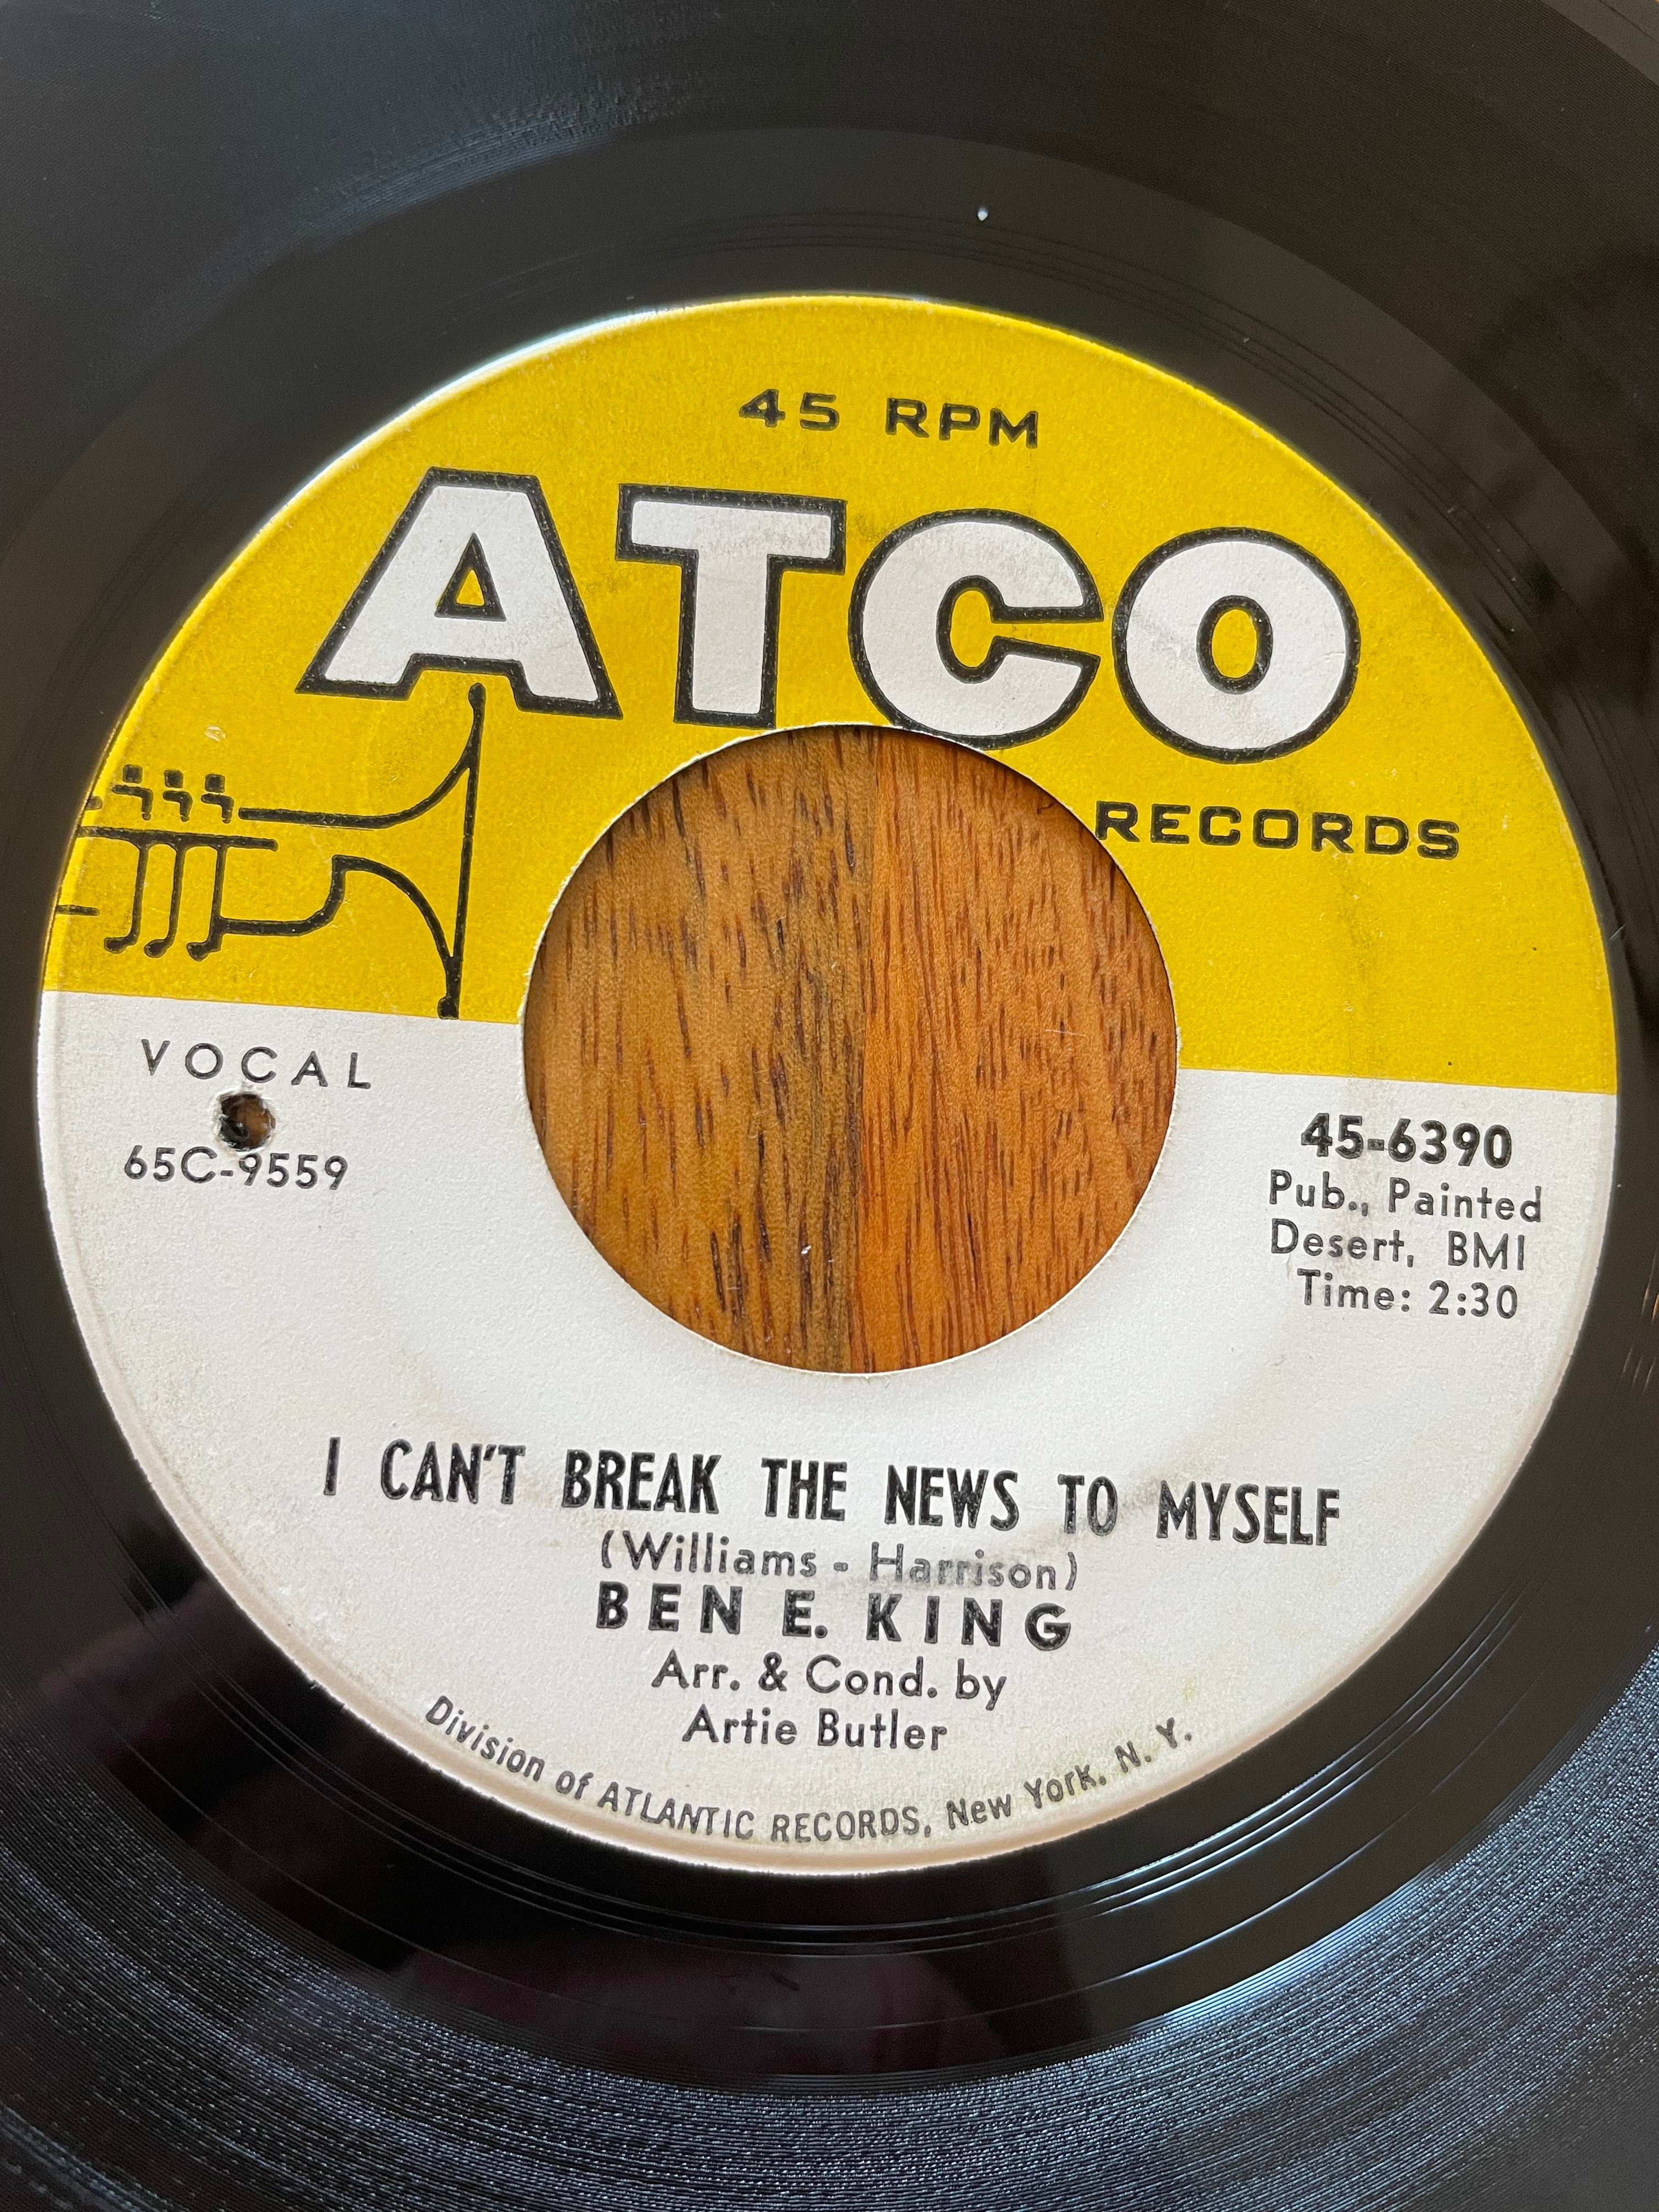 45 RPM
ATCO
RECORDS
VOCAL
65C-9559
45-6390
Pub., Painted
Desert, BMI
Time: 2:30
I CAN'T BREAK THE NEWS TO MYSELF
(Williams - Harrison)
BEN E. KING
Arr. & Cond. by
Artie Butler
Division of ATLANTIC RECORDS, New York, N. Y.